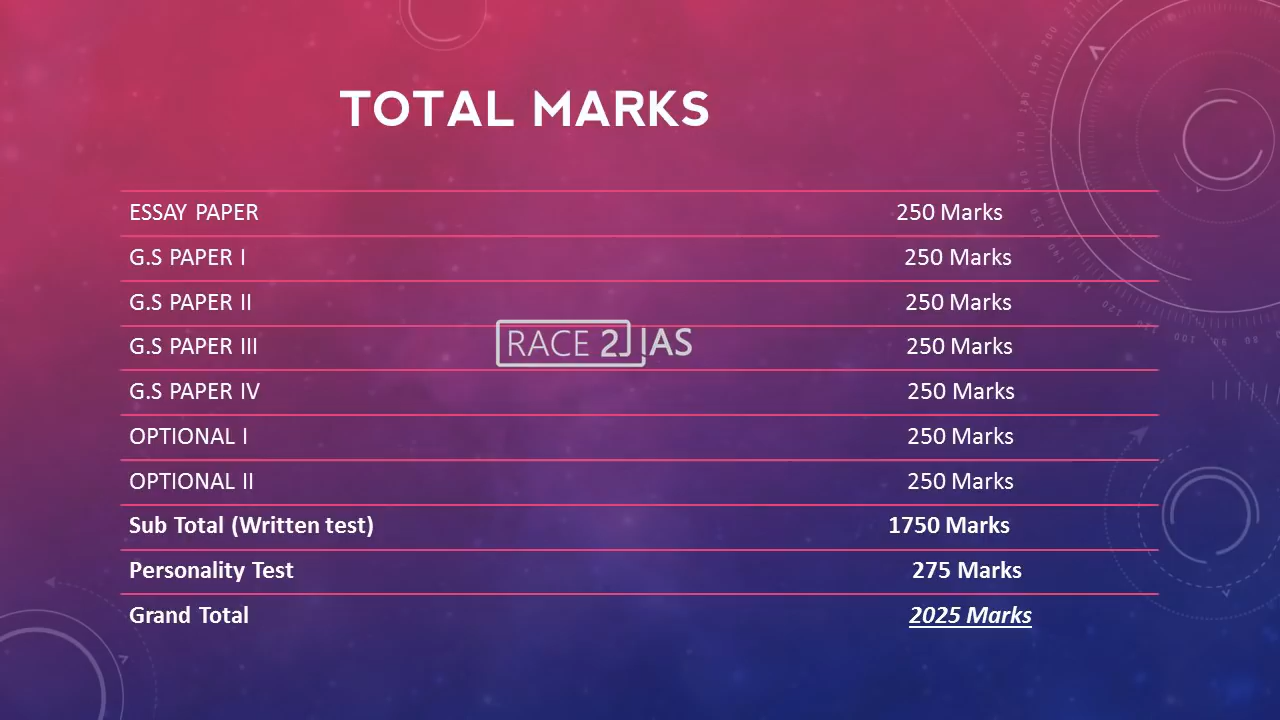 TOTAL MARKS
ESSAY PAPER 250 Marks
G.S PAPER I 250 Marks
G.S PAPER II 250 Marks
RACE 2 IAS
G.S PAPER III 250 Marks
G.S PAPER IV 250 Marks
OPTIONAL I 250 Marks
OPTIONAL II 250 Marks
Sub Total (Written test) 1750 Marks
Personality Test 275 Marks
Grand Total 2025 Marks